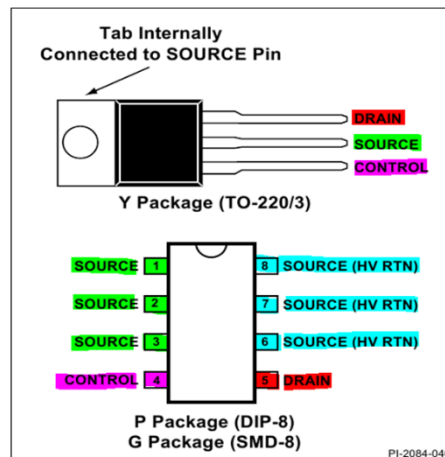 Tab Internally
Connected to SOURCE Pin
DRAIN
SOURCE
CONTROL
Y Package (TO-220/3)
SOURCE 1 8 SOURCE (HV RTN)
SOURCE 2 7 SOURCE (HV RTN)
SOURCE 3 6 SOURCE (HV RTN)
CONTROL 4 5 DRAIN
P Package (DIP-8)
G Package (SMD-8)